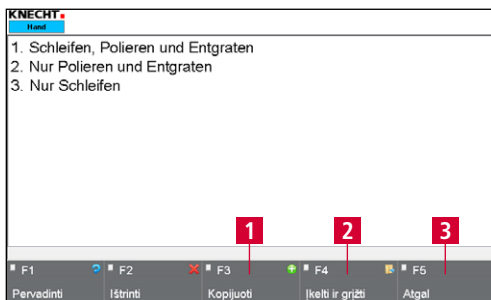 KNECHT
Hand
1. Schleifen, Polieren und Entgraten
2. Nur Polieren und Entgraten
3. Nur Schleifen
1 2 3
F1 F2 F3 F4 F5
Pervadinti Ištrinti Kopijuoti Įkelti ir grįžti Atgal